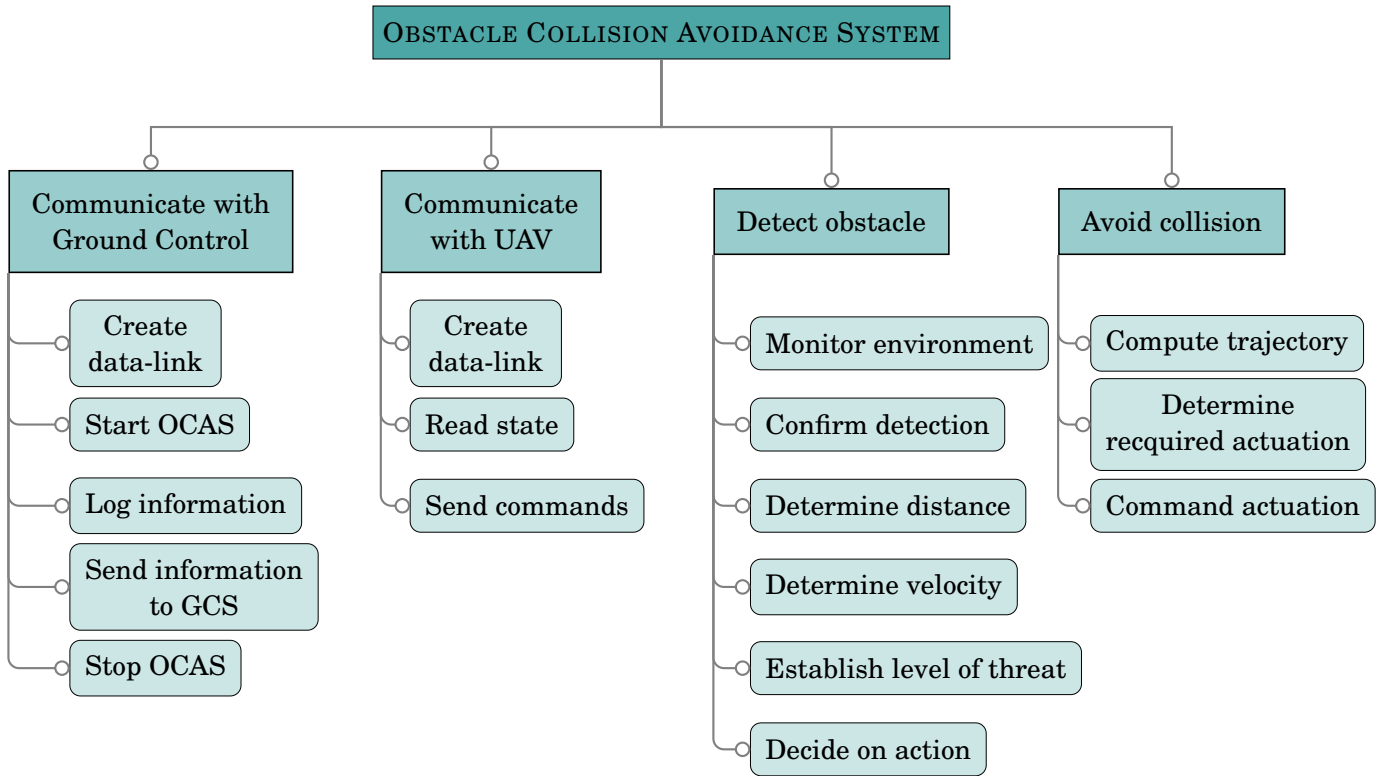 OBSTACLE COLLISION AVOIDANCE SYSTEM
Communicate with
Ground Control
Create
data-link
Start OCAS
Log information
Send information
to GCS
Stop OCAS
Communicate
with UAV
Create
data-link
Read state
Send commands
Detect obstacle
Monitor environment
Confirm detection
Determine distance
Determine velocity
Establish level of threat
Decide on action
Avoid collision
Compute trajectory
Determine
recquired actuation
Command actuation